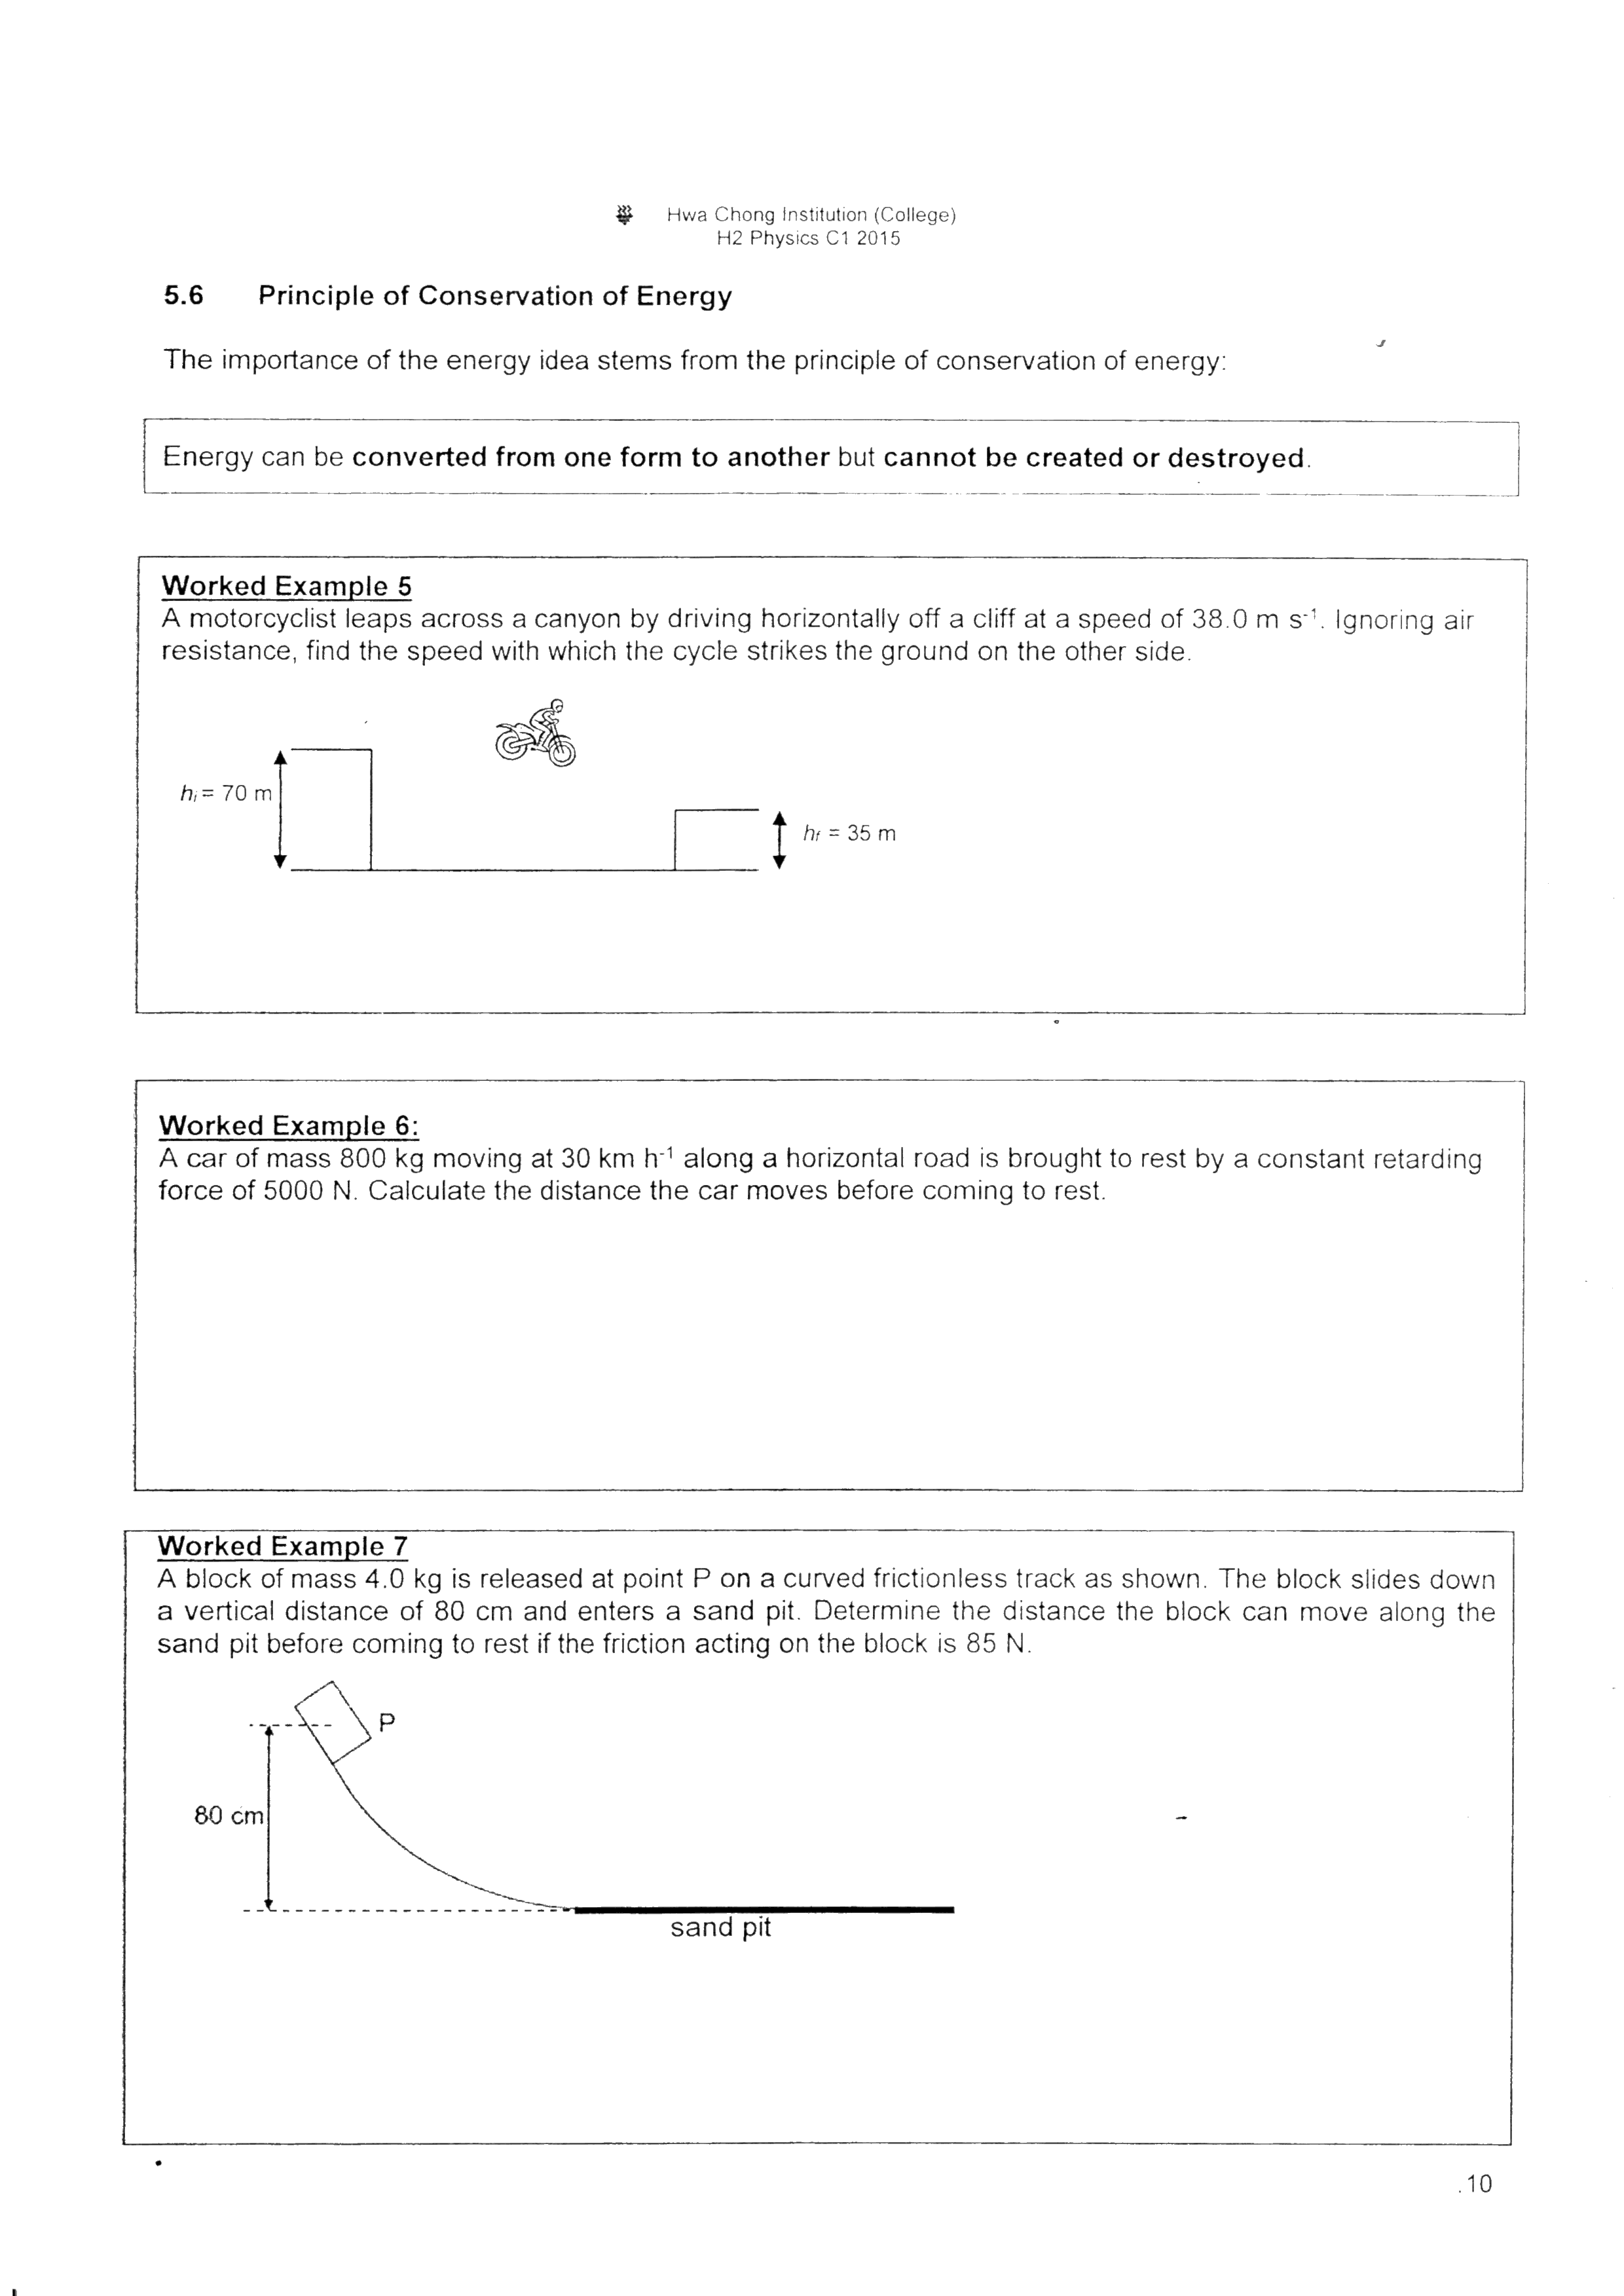 Hwa Chong Institution (College)
H2 Physics C1 2015
5.6 Principle of Conservation of Energy
The importance of the energy idea stems from the principle of conservation of energy:
Energy can be converted from one form to another but cannot be created or destroyed.
Worked Example 5
A motorcyclist leaps across a canyon by driving horizontally off a cliff at a speed of 38.0 m s⁻¹. Ignoring air
resistance, find the speed with which the cycle strikes the ground on the other side.
hᵢ = 70 m
h_f = 35 m
Worked Example 6:
A car of mass 800 kg moving at 30 km h⁻¹ along a horizontal road is brought to rest by a constant retarding
force of 5000 N. Calculate the distance the car moves before coming to rest.
Worked Example 7
A block of mass 4.0 kg is released at point P on a curved frictionless track as shown. The block slides down
a vertical distance of 80 cm and enters a sand pit. Determine the distance the block can move along the
sand pit before coming to rest if the friction acting on the block is 85 N.
P
80 cm
sand pit
10